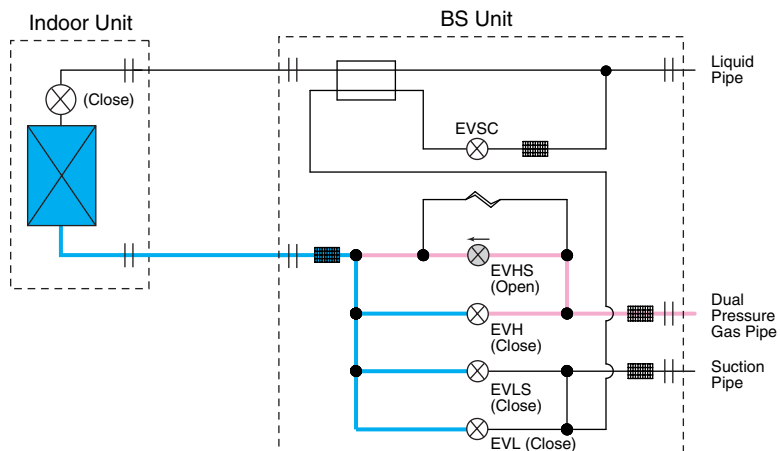 Indoor Unit
BS Unit
(Close)
Liquid
Pipe
EVSC
EVHS
(Open)
EVH
(Close)
Dual
Pressure
Gas Pipe
EVLS
(Close)
Suction
Pipe
EVL (Close)